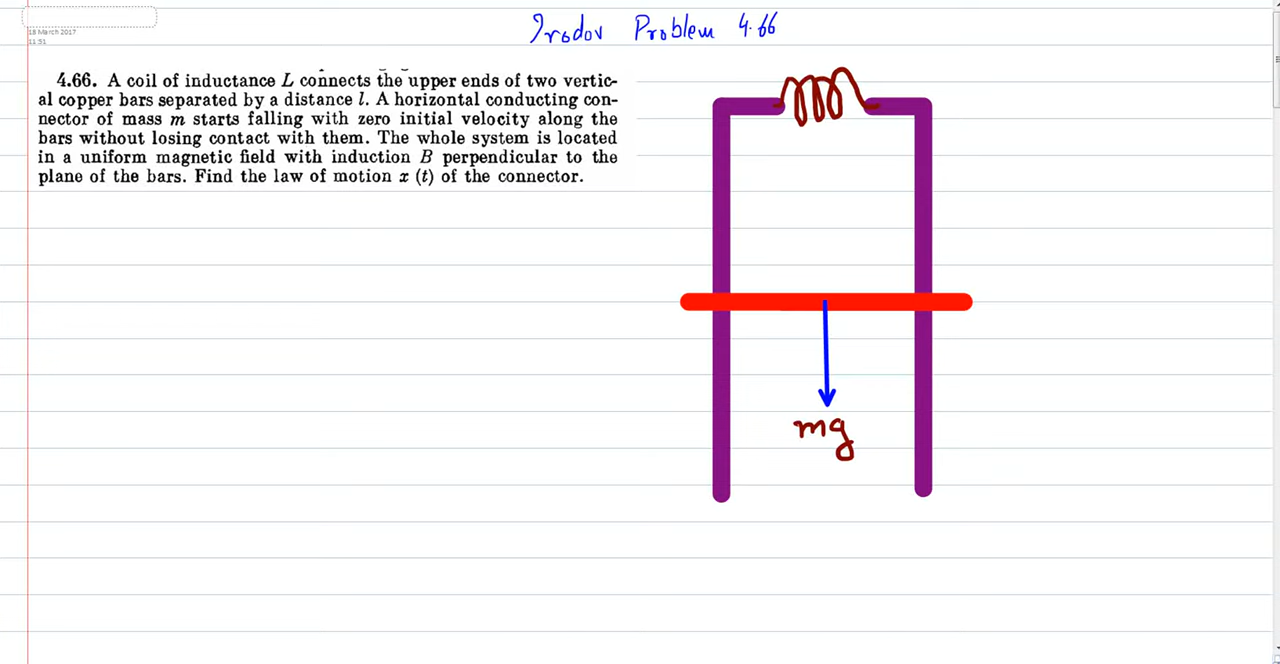 18 March 2017
11:51
Irodov Problem 4.66
4.66. A coil of inductance L connects the upper ends of two vertic-
al copper bars separated by a distance l. A horizontal conducting con-
nector of mass m starts falling with zero initial velocity along the
bars without losing contact with them. The whole system is located
in a uniform magnetic field with induction B perpendicular to the
plane of the bars. Find the law of motion x (t) of the connector.
mg